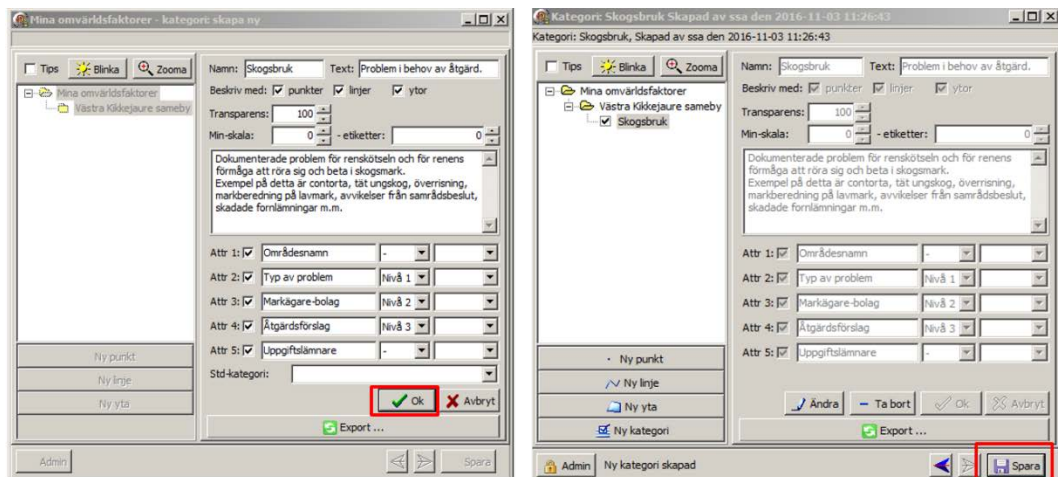 Mina omvärldsfaktorer - kategori: skapa ny
Tips Blinka Zooma
Mina omvärldsfaktorer
Västra Kikkejaure sameby
Ny punkt
Ny linje
Ny yta
Namn: Skogsbruk Text: Problem i behov av åtgärd.
Beskriv med: punkter linjer ytor
Transparens: 100
Min-skala: 0 - etiketter: 0
Dokumenterade problem för renskötseln och för renens
förmåga att röra sig och beta i skogsmark.
Exempel på detta är contorta, tät ungskog, överrisning,
markberedning på lavmark, avvikelser från samrådsbeslut,
skadade fornlämningar m.m.
Attr 1: Områdesnamn -
Attr 2: Typ av problem Nivå 1
Attr 3: Markägare-bolag Nivå 2
Attr 4: Åtgärdsförslag Nivå 3
Attr 5: Uppgiftslämnare -
Std-kategori:
Ok Avbryt
Export ...
Admin Spara
Kategori: Skogsbruk Skapad av ssa den 2016-11-03 11:26:43
Kategori: Skogsbruk, Skapad av ssa den 2016-11-03 11:26:43
Tips Blinka Zooma
Mina omvärldsfaktorer
Västra Kikkejaure sameby
Skogsbruk
Ny punkt
Ny linje
Ny yta
Ny kategori
Namn: Skogsbruk Text: Problem i behov av åtgärd.
Beskriv med: punkter linjer ytor
Transparens: 100
Min-skala: 0 - etiketter: 0
Dokumenterade problem för renskötseln och för renens
förmåga att röra sig och beta i skogsmark.
Exempel på detta är contorta, tät ungskog, överrisning,
markberedning på lavmark, avvikelser från samrådsbeslut,
skadade fornlämningar m.m.
Attr 1: Områdesnamn -
Attr 2: Typ av problem Nivå 1
Attr 3: Markägare-bolag Nivå 2
Attr 4: Åtgärdsförslag Nivå 3
Attr 5: Uppgiftslämnare -
Ändra Ta bort Ok Avbryt
Export ...
Admin Ny kategori skapad Spara